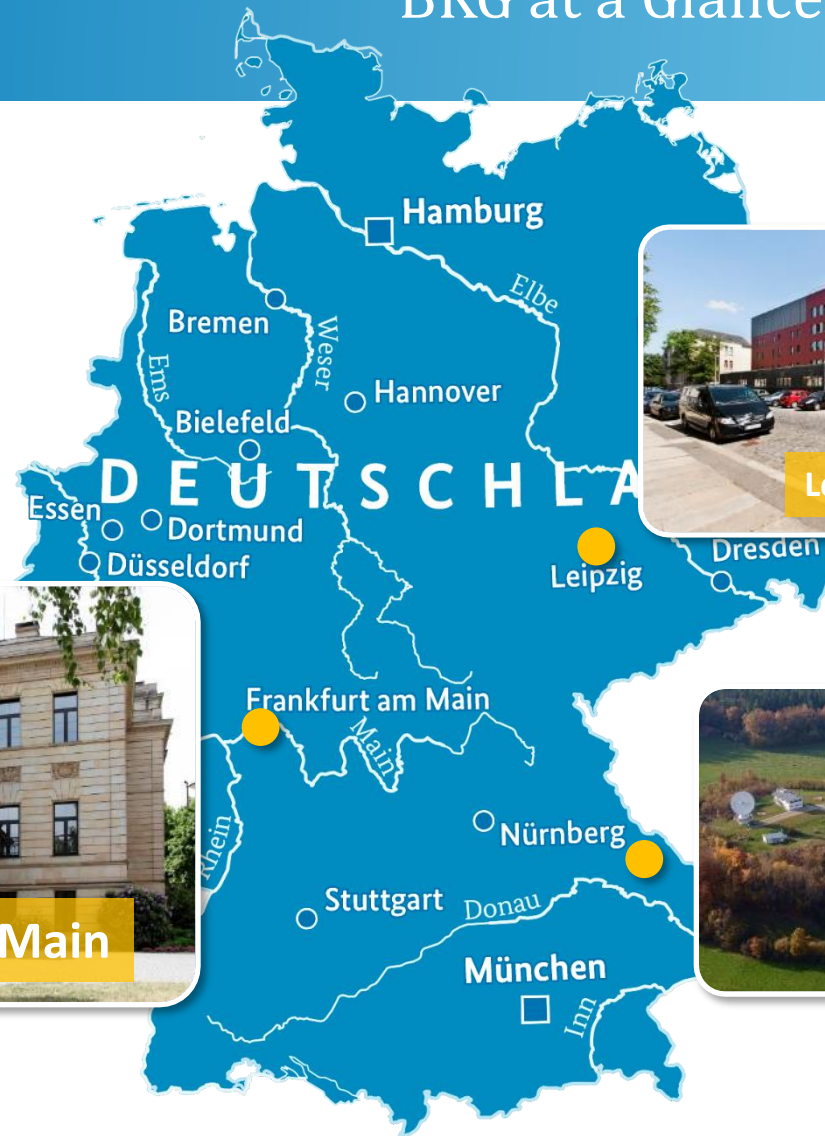 BKG at a Glance
Hamburg
Elbe
Bremen
Weser
Ems
Hannover
Bielefeld
DEUTSCHLA
Essen
Dortmund
Düsseldorf
Le
Dresden
Leipzig
Frankfurt am Main
Main
Rhein
Nürnberg
Main
Stuttgart
Donau
München
Inn